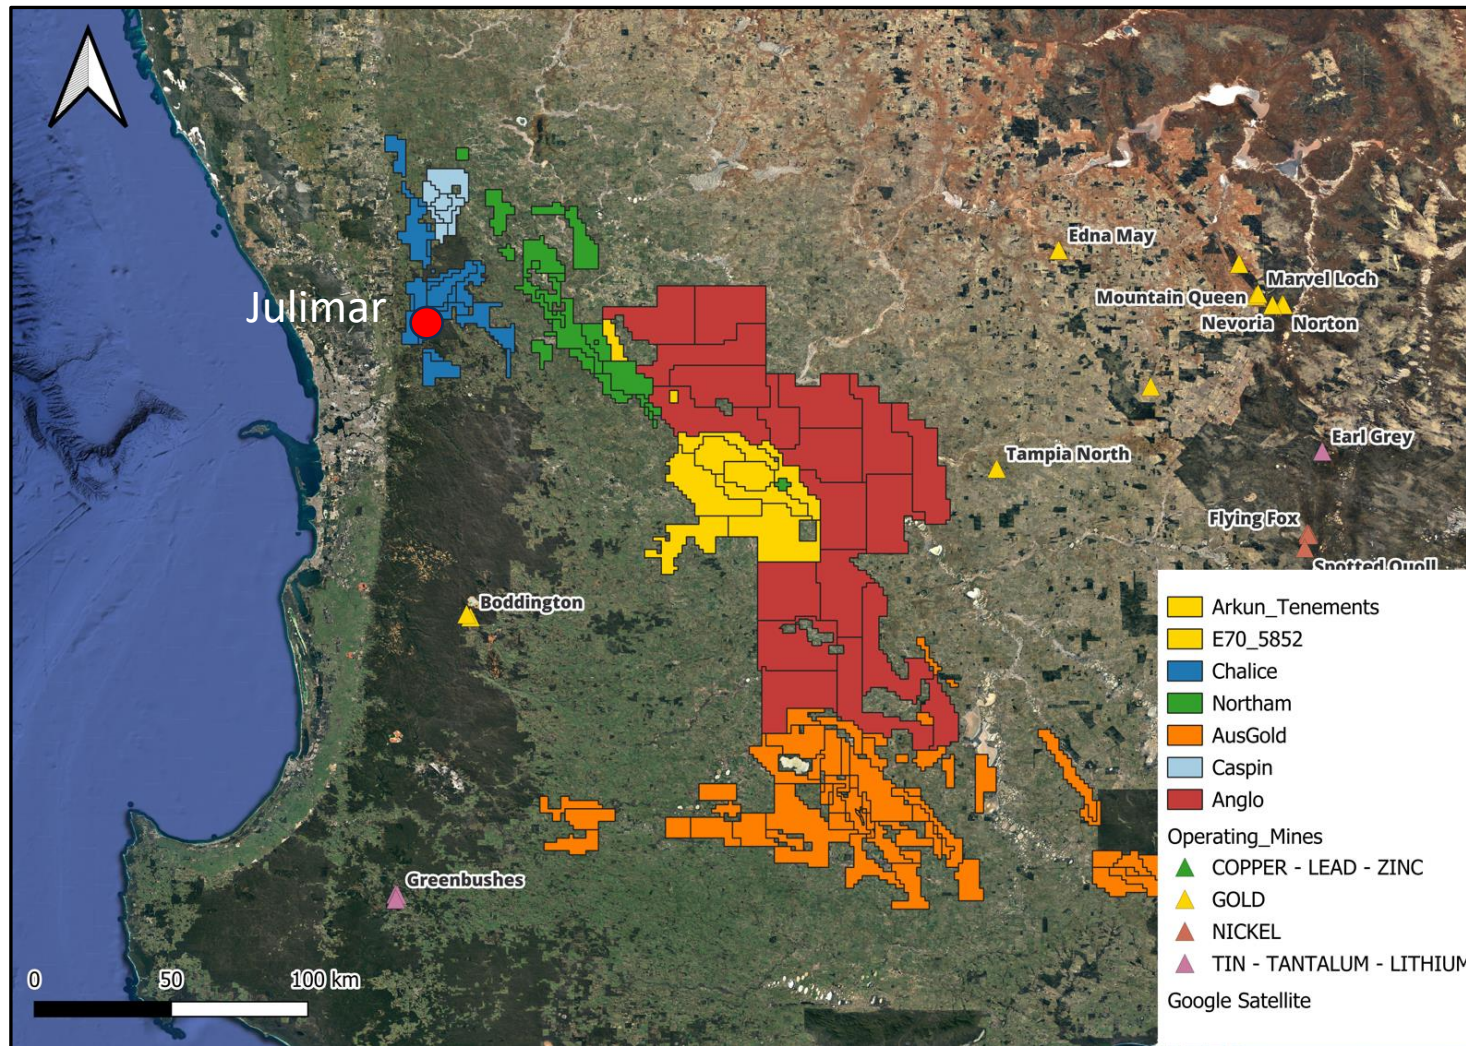 Edna May
Marvel Loch
Mountain Queen
Nevoria
Norton
Julimar
Earl Grey
Tampia North
Flying Fox
Spotted Quoll
Boddington
Greenbushes
Arkun_Tenements
E70_5852
Chalice
Northam
AusGold
Caspin
Anglo
Operating_Mines
COPPER - LEAD - ZINC
GOLD
NICKEL
TIN - TANTALUM - LITHIUM
Google Satellite
0 50 100 km